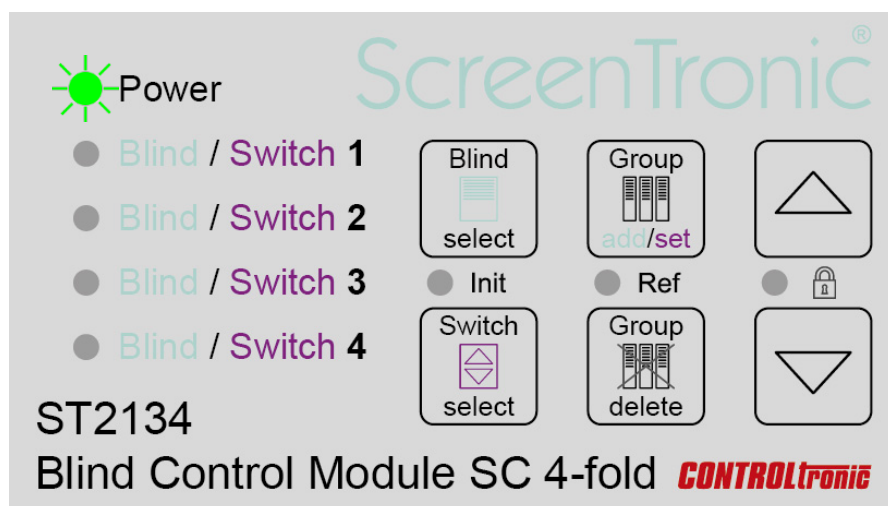 ScreenTronic®
Power
Blind / Switch 1
Blind / Switch 2
Blind / Switch 3
Blind / Switch 4
Blind
select
Group
add/set
Init
Ref
Switch
select
Group
delete
ST2134
Blind Control Module SC 4-fold CONTROLtronic